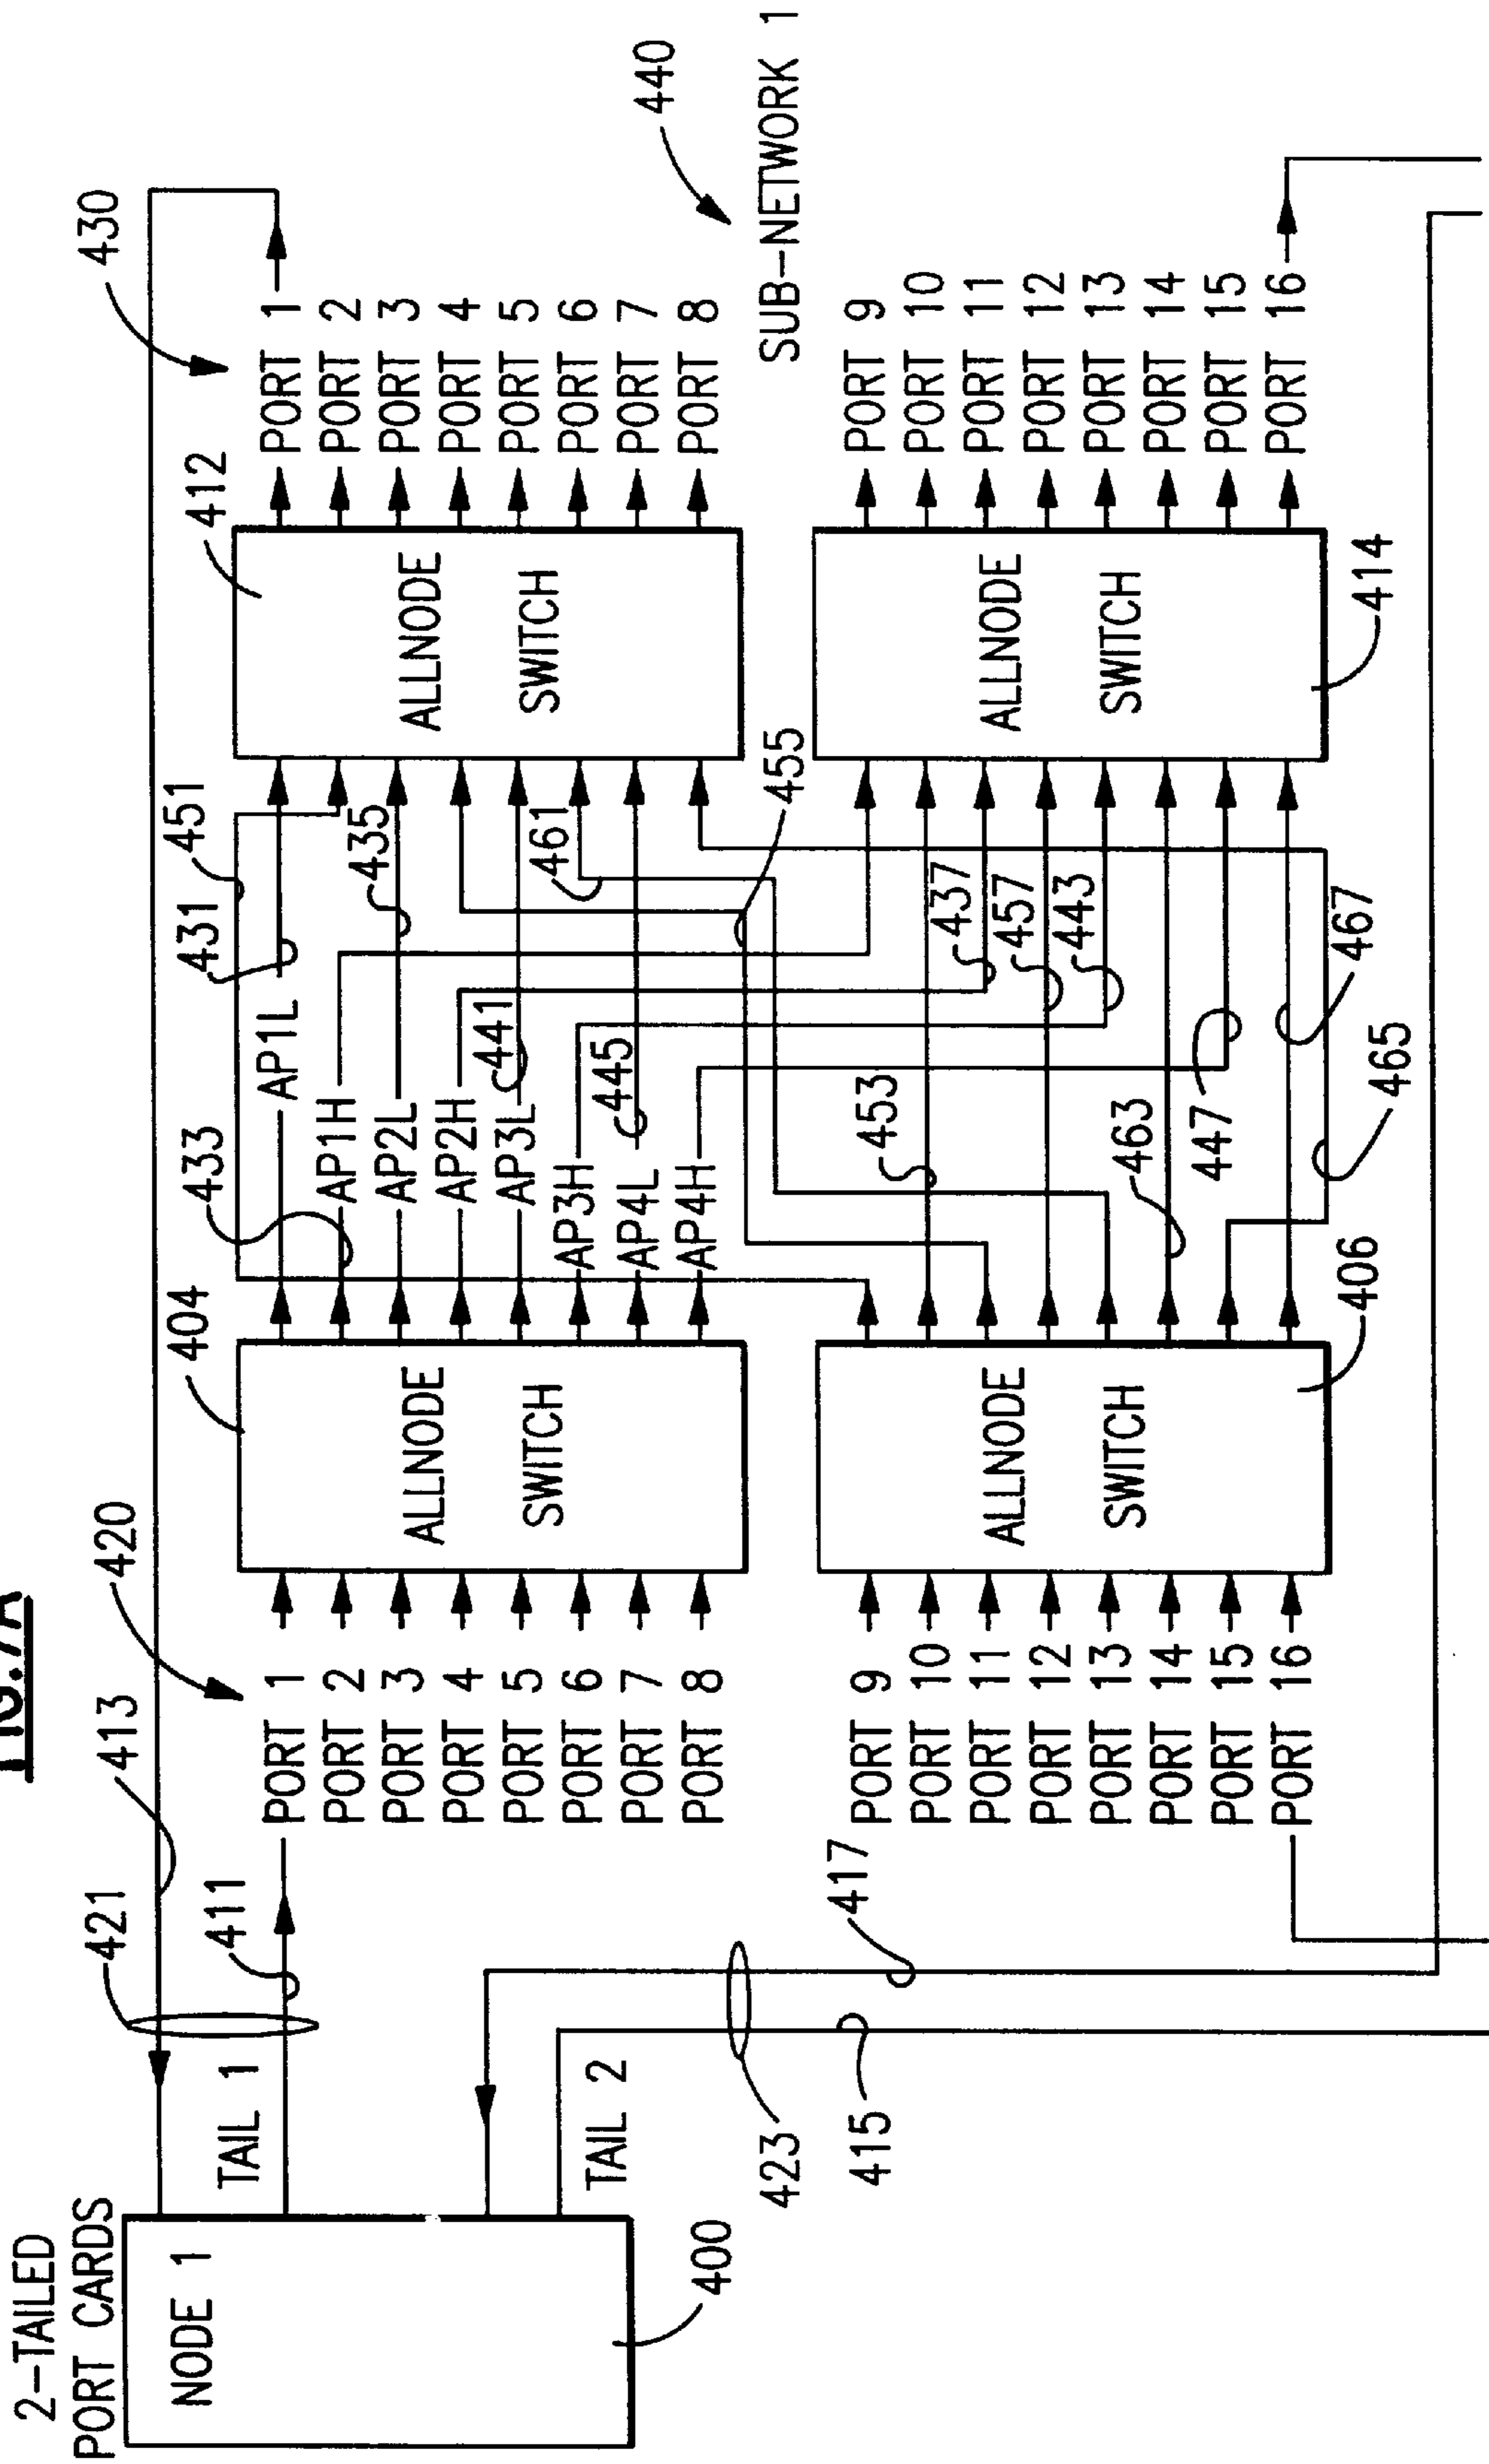 FIG. 7A
2-TAILED
PORT CARDS
NODE 1
400
TAIL 1
TAIL 2
421
411
413
423
415
417
420
PORT 1
PORT 2
PORT 3
PORT 4
PORT 5
PORT 6
PORT 7
PORT 8
PORT 9
PORT 10
PORT 11
PORT 12
PORT 13
PORT 14
PORT 15
PORT 16
404
ALLNODE
SWITCH
ALLNODE
SWITCH
406
433
AP1L
AP1H
AP2L
AP2H
AP3L
AP3H
AP4L
AP4H
431
451
435
441
445
461
455
453
437
457
443
463
447
467
465
412
ALLNODE
SWITCH
ALLNODE
SWITCH
414
430
PORT 1
PORT 2
PORT 3
PORT 4
PORT 5
PORT 6
PORT 7
PORT 8
PORT 9
PORT 10
PORT 11
PORT 12
PORT 13
PORT 14
PORT 15
PORT 16
440
SUB-NETWORK 1